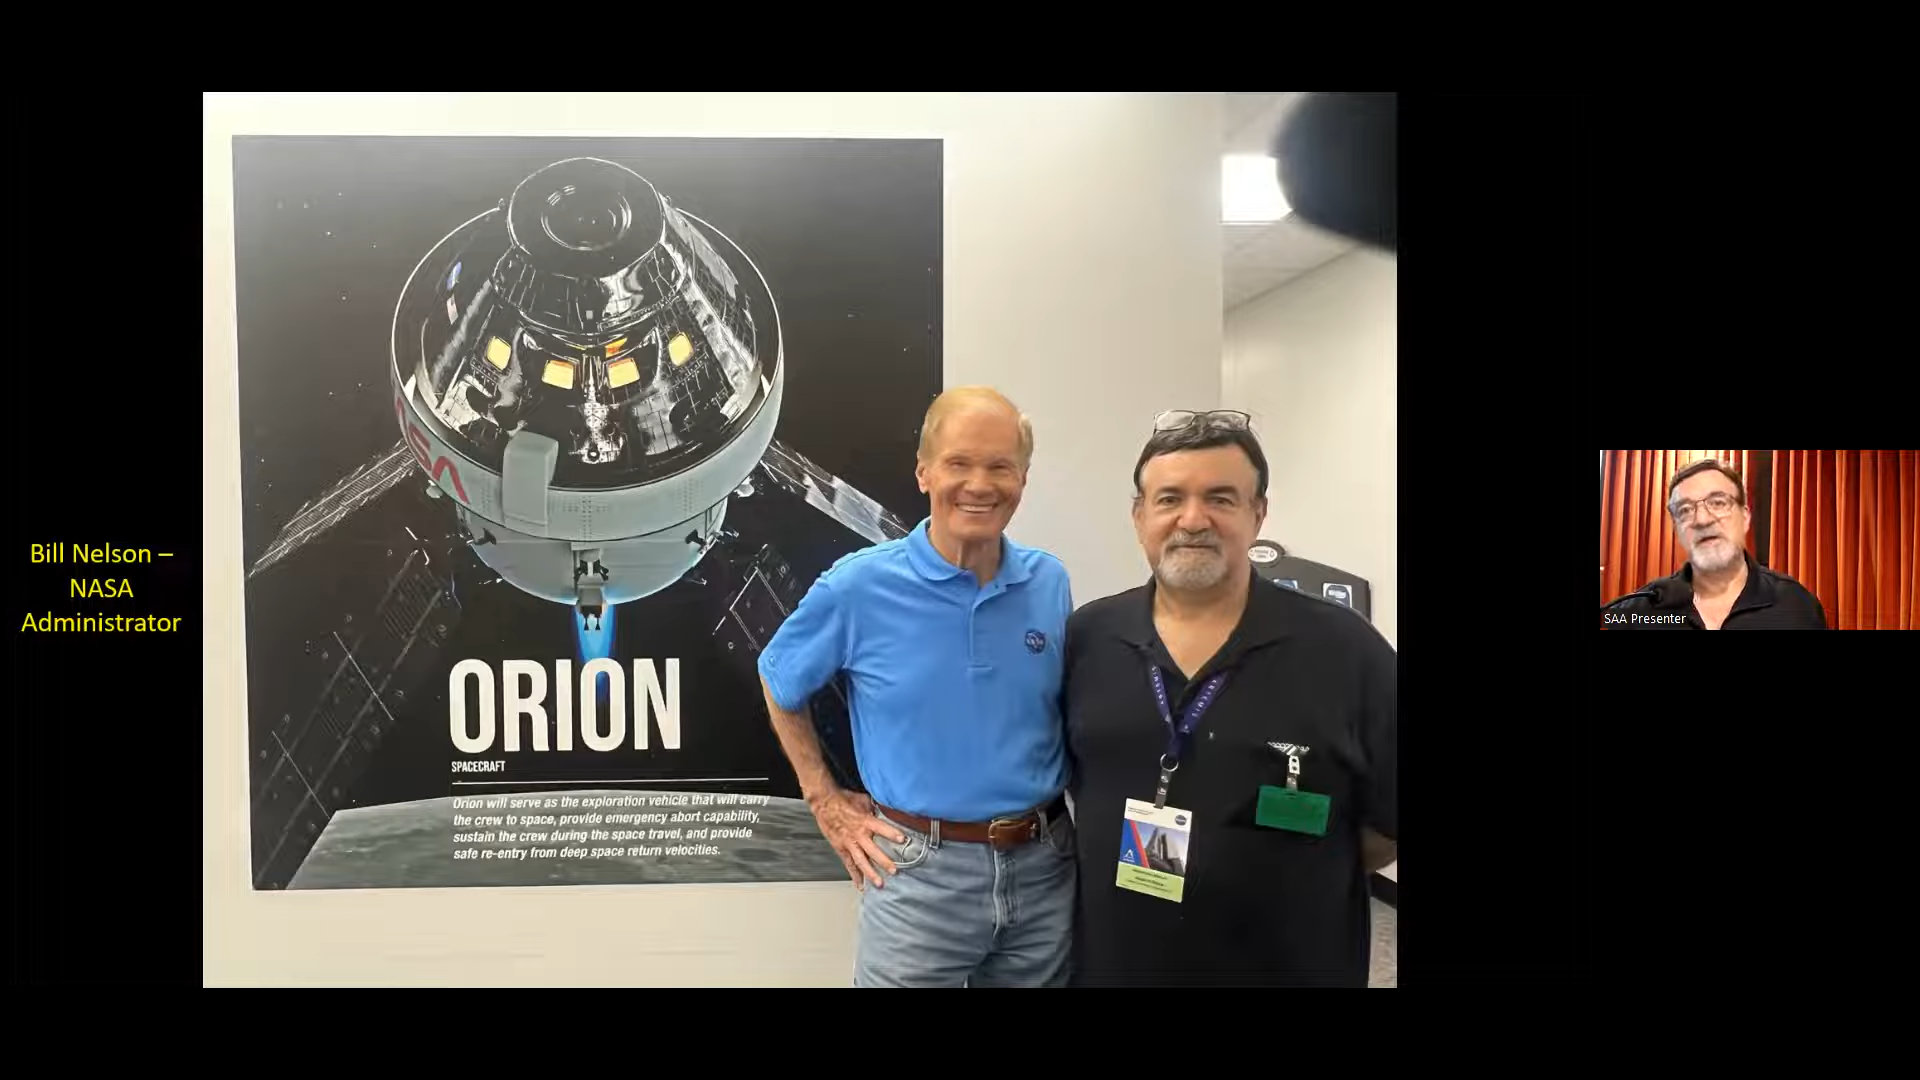 Bill Nelson –
NASA
Administrator
NASA
ORION
SPACECRAFT
Orion will serve as the exploration vehicle that will carry
the crew to space, provide emergency abort capability,
sustain the crew during the space travel, and provide
safe re-entry from deep space return velocities.
SAA Presenter